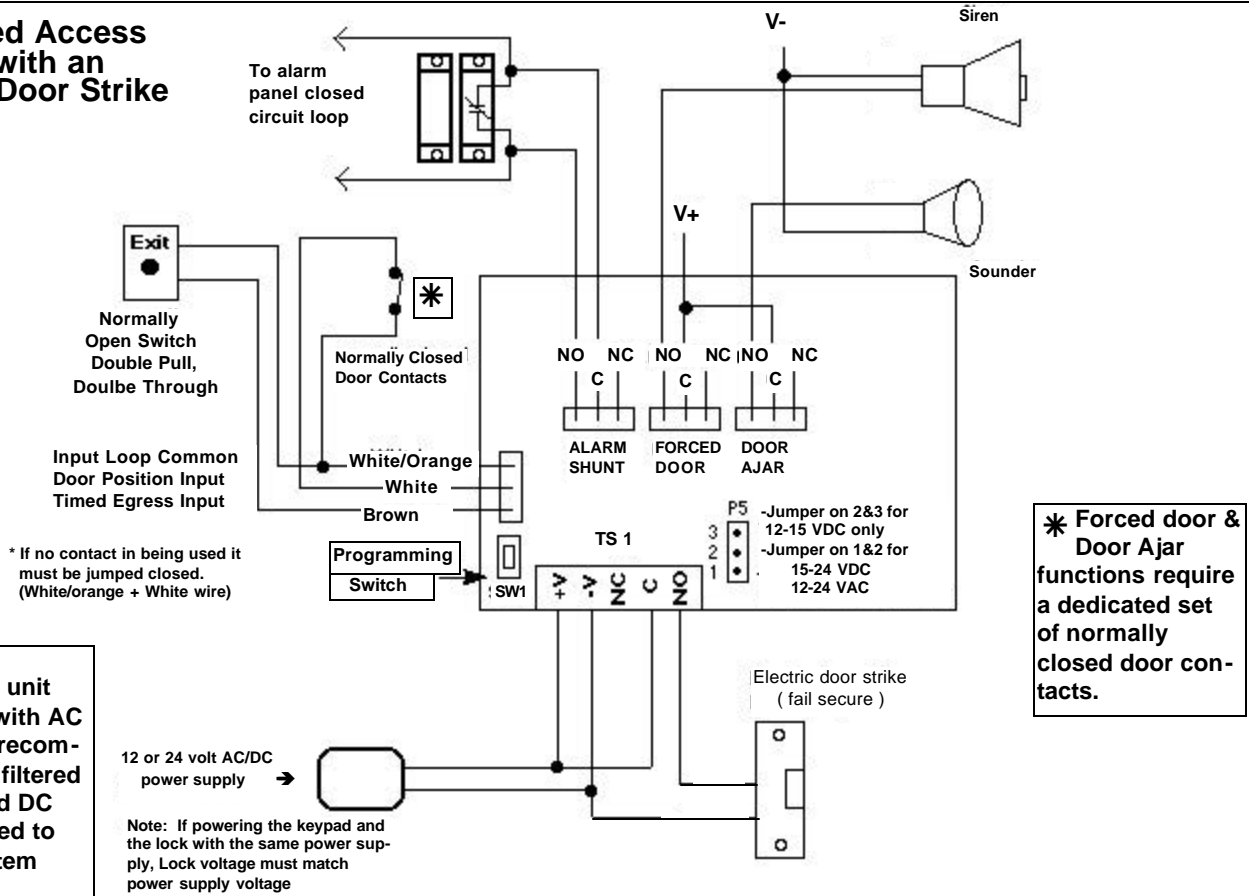 ed Access
with an
Door Strike
To alarm
panel closed
circuit loop
V-
Siren
V+
Sounder
Exit
Normally
Open Switch
Double Pull,
Doulbe Through
Normally Closed
Door Contacts
NO NC NO NC NO NC
C C C
ALARM SHUNT
FORCED DOOR
DOOR AJAR
Input Loop Common
Door Position Input
Timed Egress Input
White/Orange
White
Brown
* If no contact in being used it
must be jumped closed.
(White/orange + White wire)
Programming
Switch
SW1
TS 1
+V -V NC C NO
P5
3
2
1
-Jumper on 2&3 for
12-15 VDC only
-Jumper on 1&2 for
15-24 VDC
12-24 VAC
* Forced door &
Door Ajar
functions require
a dedicated set
of normally
closed door con-
tacts.
unit
with AC
recom-
filtered
d DC
ed to
tem
12 or 24 volt AC/DC
power supply ➔
Note: If powering the keypad and
the lock with the same power sup-
ply, Lock voltage must match
power supply voltage
Electric door strike
( fail secure )